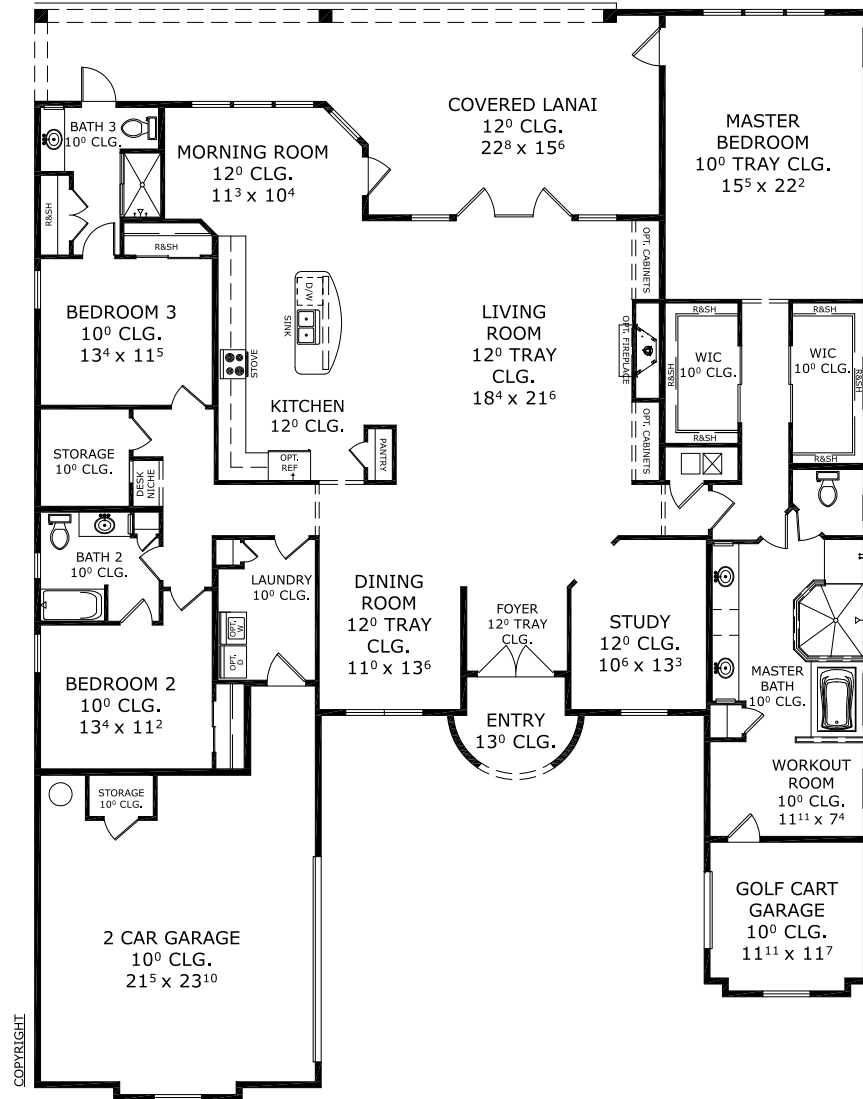 COVERED LANAI
12⁰ CLG.
22⁸ x 15⁶
MASTER
BEDROOM
10⁰ TRAY CLG.
15⁵ x 22²
BATH 3
10⁰ CLG.
MORNING ROOM
12⁰ CLG.
11³ x 10⁴
R&SH
R&SH
BEDROOM 3
10⁰ CLG.
13⁴ x 11⁵
D/W
SINK
STOVE
KITCHEN
12⁰ CLG.
LIVING
ROOM
12⁰ TRAY
CLG.
18⁴ x 21⁶
OPT. CABINETS
OPT. FIREPLACE
OPT. CABINETS
R&SH
R&SH
WIC
10⁰ CLG.
R&SH
R&SH
WIC
10⁰ CLG.
R&SH
R&SH
STORAGE
10⁰ CLG.
DESK
NICHE
OPT.
REF
PANTRY
BATH 2
10⁰ CLG.
LAUNDRY
10⁰ CLG.
OPT.
W
OPT.
D
DINING
ROOM
12⁰ TRAY
CLG.
11⁰ x 13⁶
FOYER
12⁰ TRAY
CLG.
STUDY
12⁰ CLG.
10⁶ x 13³
MASTER
BATH
10⁰ CLG.
BEDROOM 2
10⁰ CLG.
13⁴ x 11²
ENTRY
13⁰ CLG.
WORKOUT
ROOM
10⁰ CLG.
11¹¹ x 7⁴
STORAGE
10⁰ CLG.
2 CAR GARAGE
10⁰ CLG.
21⁵ x 23¹⁰
GOLF CART
GARAGE
10⁰ CLG.
11¹¹ x 11⁷
COPYRIGHT